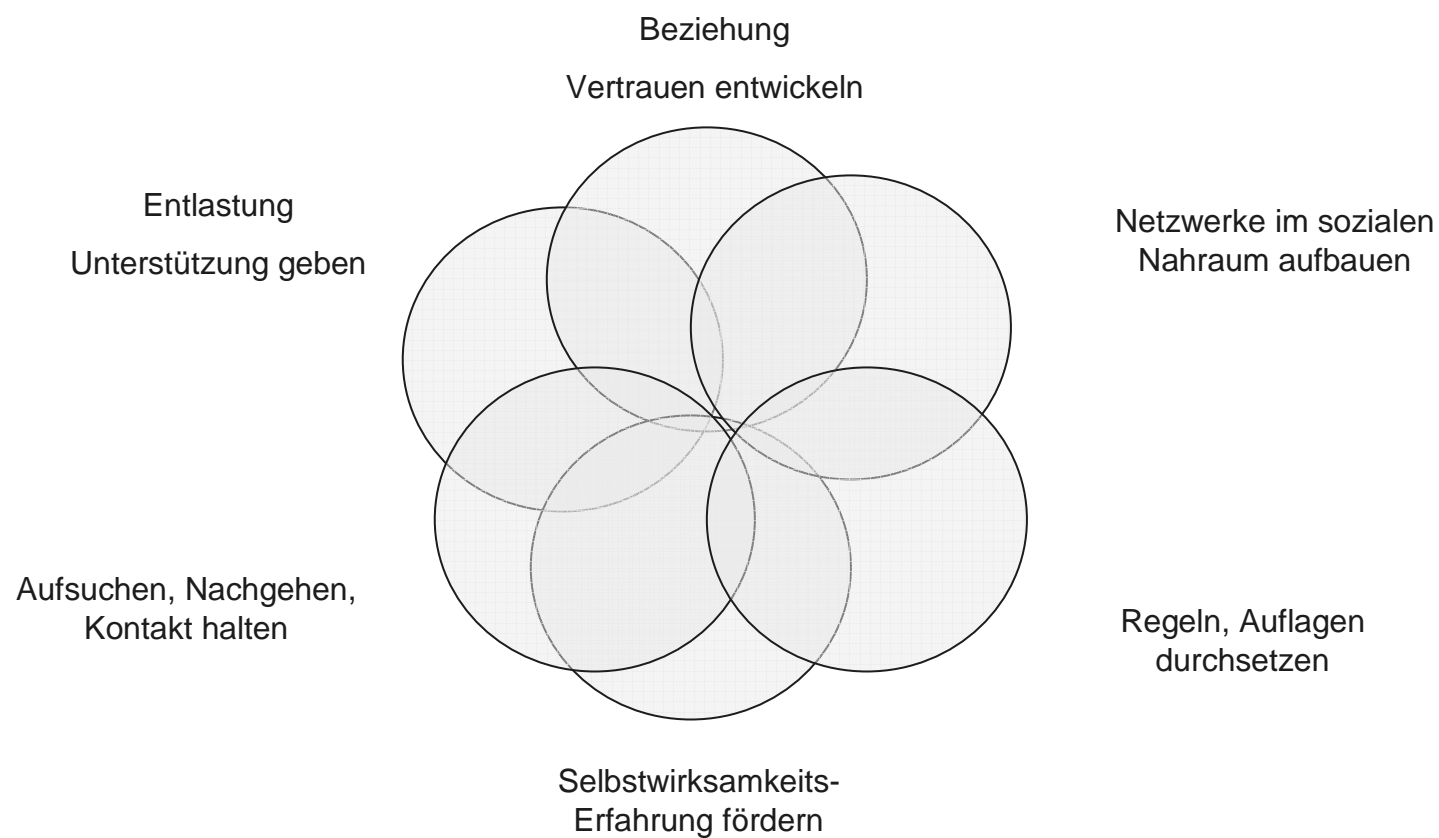 Beziehung
Vertrauen entwickeln
Entlastung
Unterstützung geben
Netzwerke im sozialen
Nahraum aufbauen
Aufsuchen, Nachgehen,
Kontakt halten
Regeln, Auflagen
durchsetzen
Selbstwirksamkeits-
Erfahrung fördern